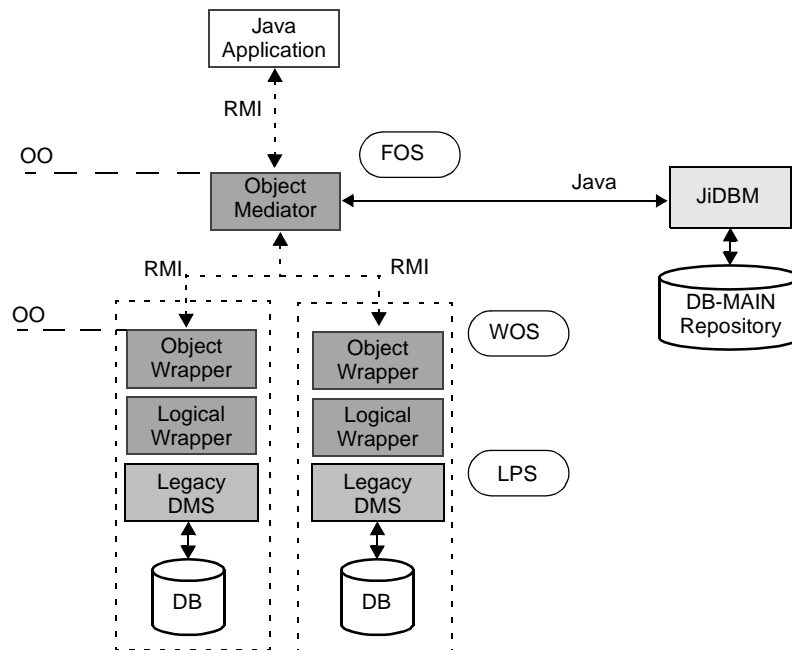 Java
Application
RMI
FOS
OO
Object
Mediator
Java
JiDBM
RMI
RMI
DB-MAIN
Repository
OO
WOS
Object
Wrapper
Object
Wrapper
Logical
Wrapper
Logical
Wrapper
LPS
Legacy
DMS
Legacy
DMS
DB
DB